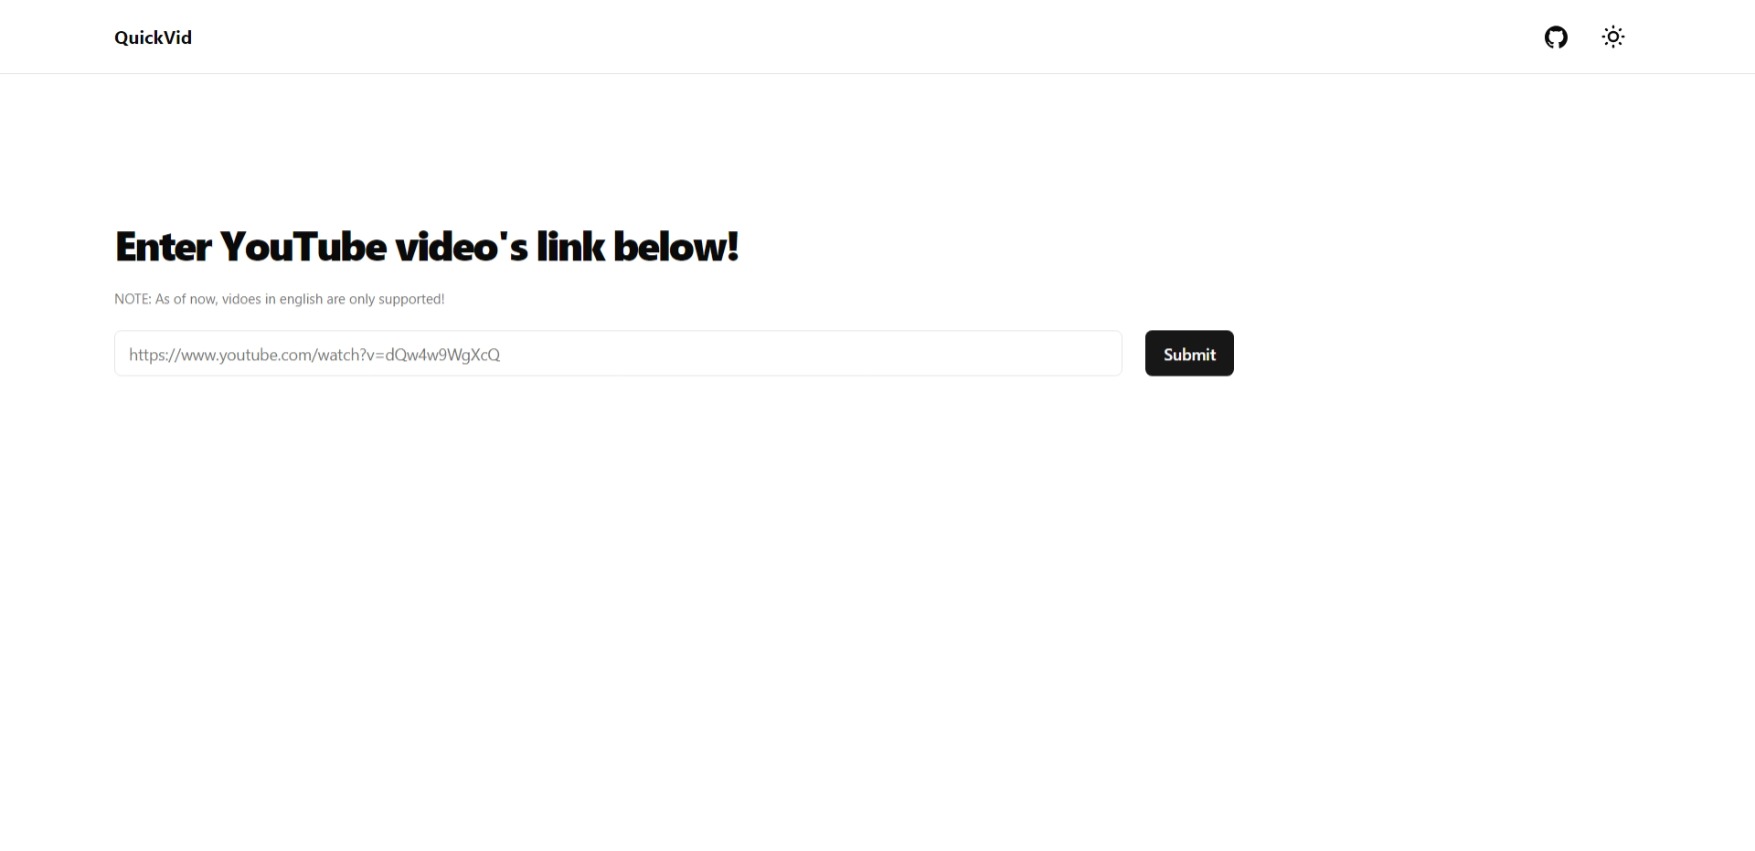 QuickVid
Enter YouTube video's link below!
NOTE: As of now, vidoes in english are only supported!
https://www.youtube.com/watch?v=dQw4w9WgXcQ
Submit